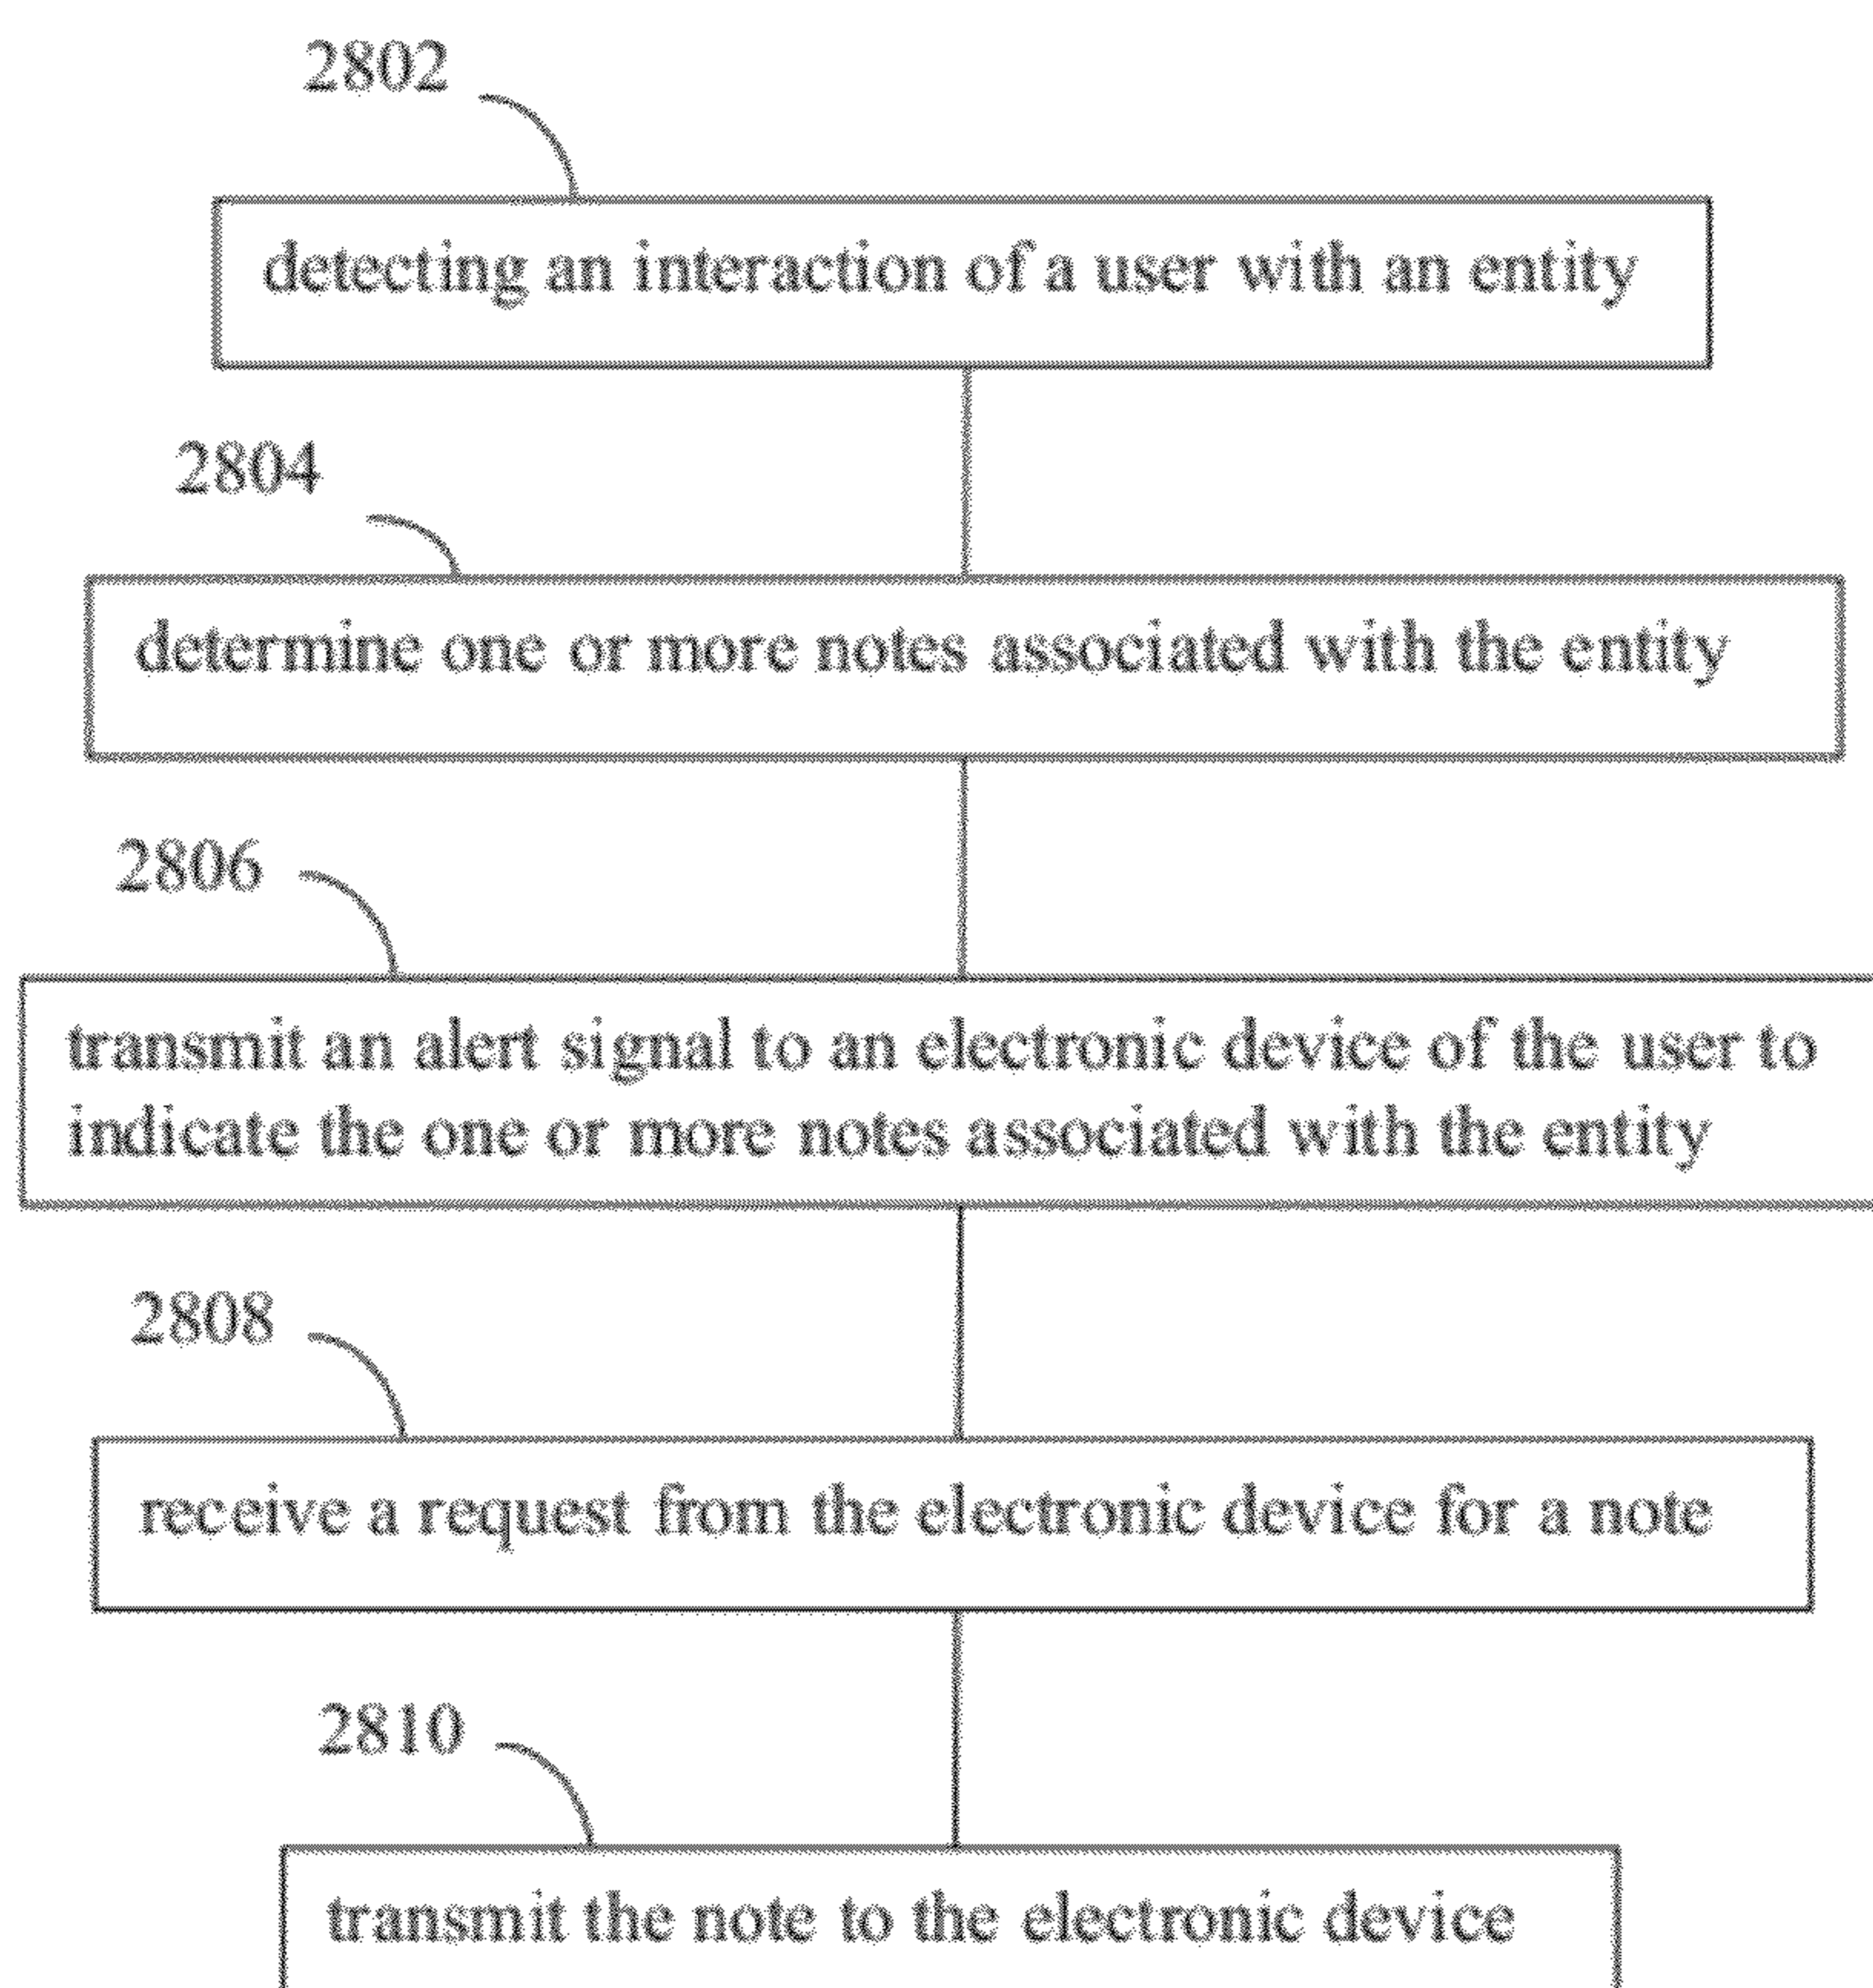 2802
detecting an interaction of a user with an entity
2804
determine one or more notes associated with the entity
2806
transmit an alert signal to an electronic device of the user to
indicate the one or more notes associated with the entity
2808
receive a request from the electronic device for a note
2810
transmit the note to the electronic device